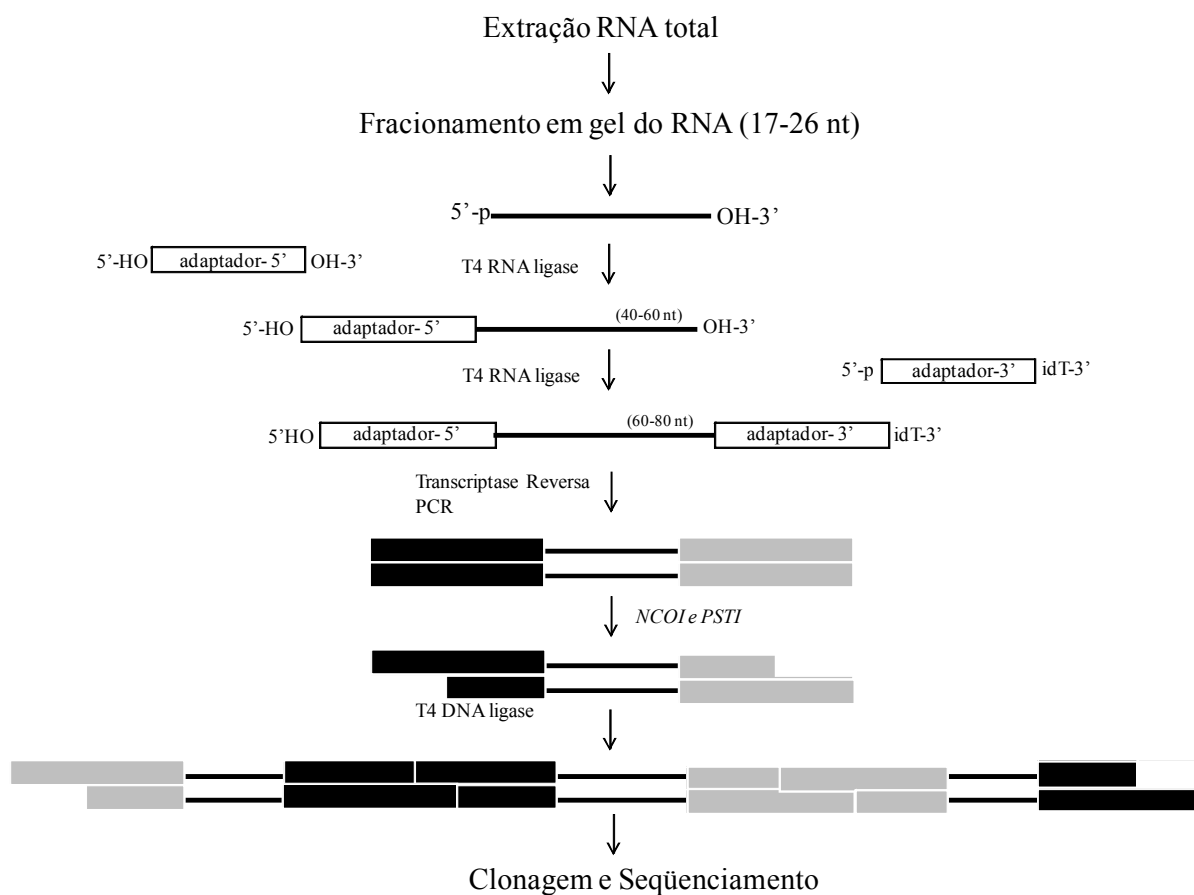 Extração RNA total
Fracionamento em gel do RNA (17-26 nt)
5’-p OH-3’
5’-HO adaptador- 5’ OH-3’
T4 RNA ligase
5’-HO adaptador- 5’ (40-60 nt) OH-3’
T4 RNA ligase
5’-p adaptador-3’ idT-3’
5’HO adaptador- 5’ (60-80 nt) adaptador- 3’ idT-3’
Transcriptase Reversa
PCR
NCOI e PSTI
T4 DNA ligase
Clonagem e Seqüenciamento